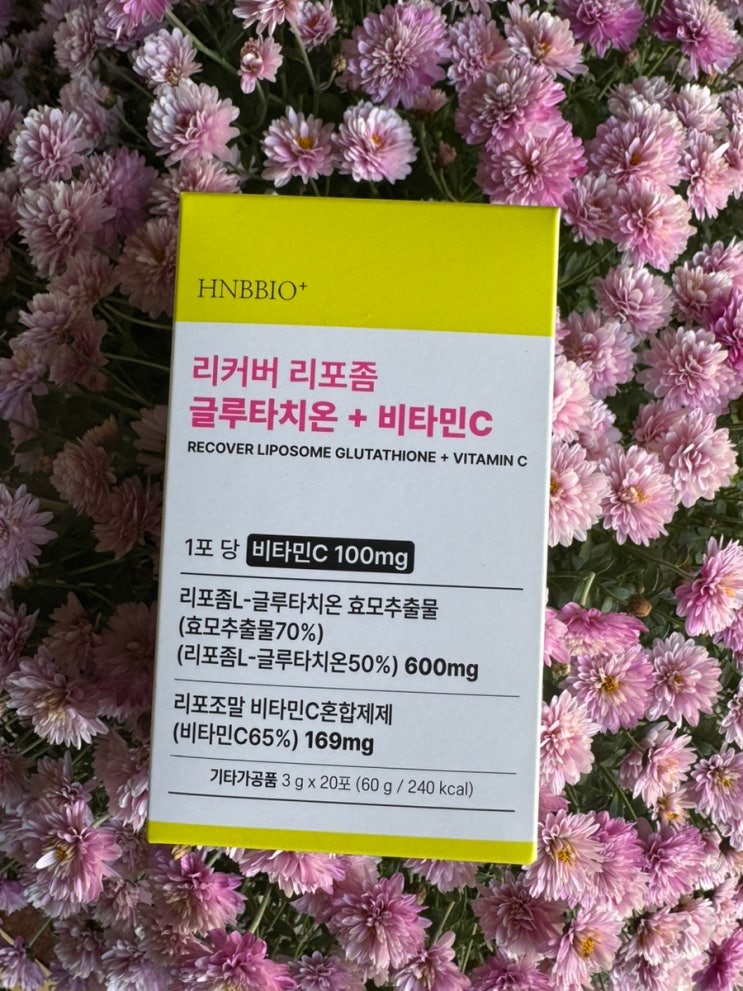 HNBBIO+
리커버 리포좀
글루타치온 + 비타민C
RECOVER LIPOSOME GLUTATHIONE + VITAMIN C
1포 당 비타민C 100mg
리포좀L-글루타치온 효모추출물
(효모추출물70%)
(리포좀L-글루타치온50%) 600mg
리포조말 비타민C혼합제제
(비타민C65%) 169mg
기타가공품 3 g x 20포 (60 g / 240 kcal)